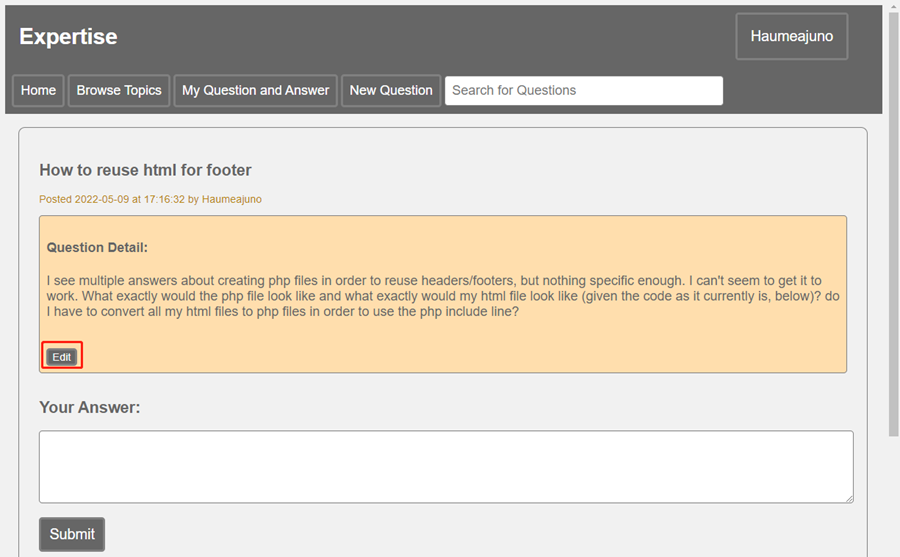 Expertise
Haumeajuno
Home
Browse Topics
My Question and Answer
New Question
Search for Questions
How to reuse html for footer
Posted 2022-05-09 at 17:16:32 by Haumeajuno
Question Detail:
I see multiple answers about creating php files in order to reuse headers/footers, but nothing specific enough. I can't seem to get it to
work. What exactly would the php file look like and what exactly would my html file look like (given the code as it currently is, below)? do
I have to convert all my html files to php files in order to use the php include line?
Edit
Your Answer:
Submit